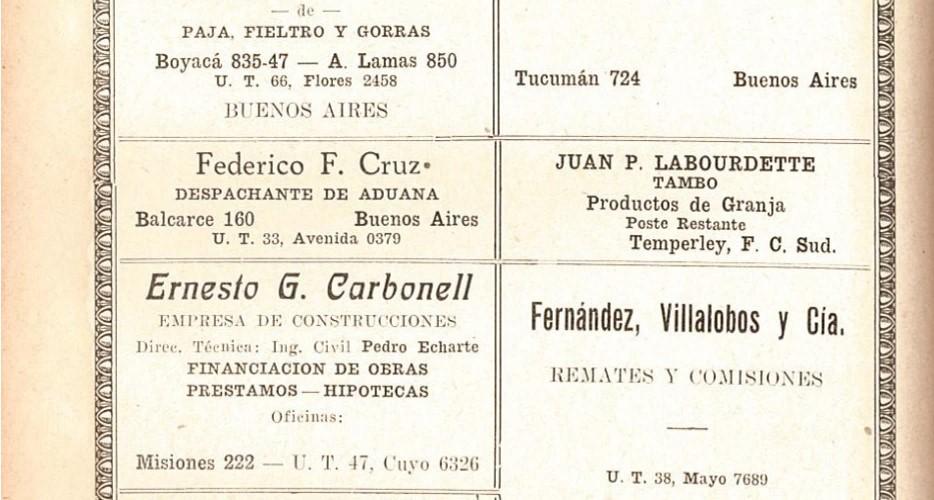 — de —
PAJA, FIELTRO Y GORRAS
Boyacá 835-47 — A. Lamas 850
U. T. 66, Flores 2458
BUENOS AIRES
Tucumán 724 Buenos Aires
Federico F. Cruz
DESPACHANTE DE ADUANA
Balcarce 160 Buenos Aires
U. T. 33, Avenida 0379
JUAN P. LABOURDETTE
TAMBO
Productos de Granja
Poste Restante
Temperley, F. C. Sud.
Ernesto G. Carbonell
EMPRESA DE CONSTRUCCIONES
Direc. Técnica: Ing. Civil Pedro Echarte
FINANCIACION DE OBRAS
PRESTAMOS — HIPOTECAS
Oficinas:
Misiones 222 — U. T. 47, Cuyo 6326
Fernández, Villalobos y Cía.
REMATES Y COMISIONES
U. T. 38, Mayo 7689